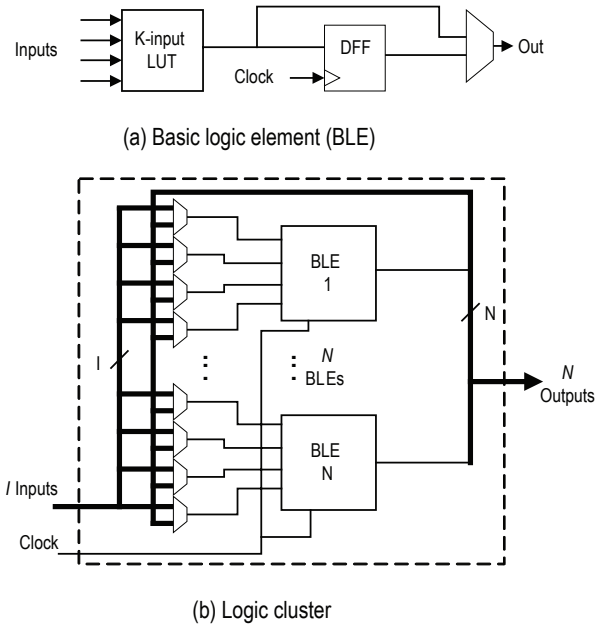 Inputs
K-input
LUT
DFF
Clock
Out
(a) Basic logic element (BLE)
BLE
1
N
I
N
BLEs
N
Outputs
BLE
N
I Inputs
Clock
(b) Logic cluster